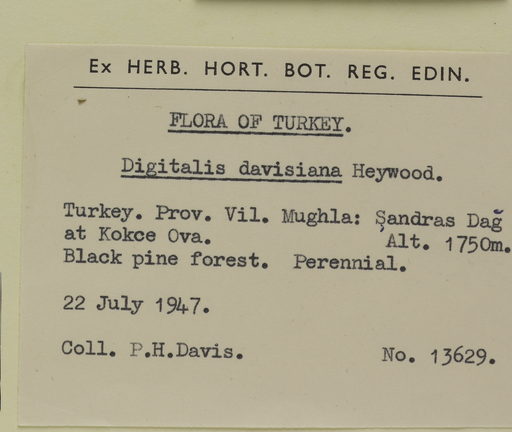 Ex HERB. HORT. BOT. REG. EDIN.
FLORA OF TURKEY.
Digitalis davisiana Heywood.
Turkey. Prov. Vil. Mughla: Şandras Dağ
at Kokce Ova. Alt. 1750m.
Black pine forest. Perennial.
22 July 1947.
Coll. P.H.Davis. No. 13629.